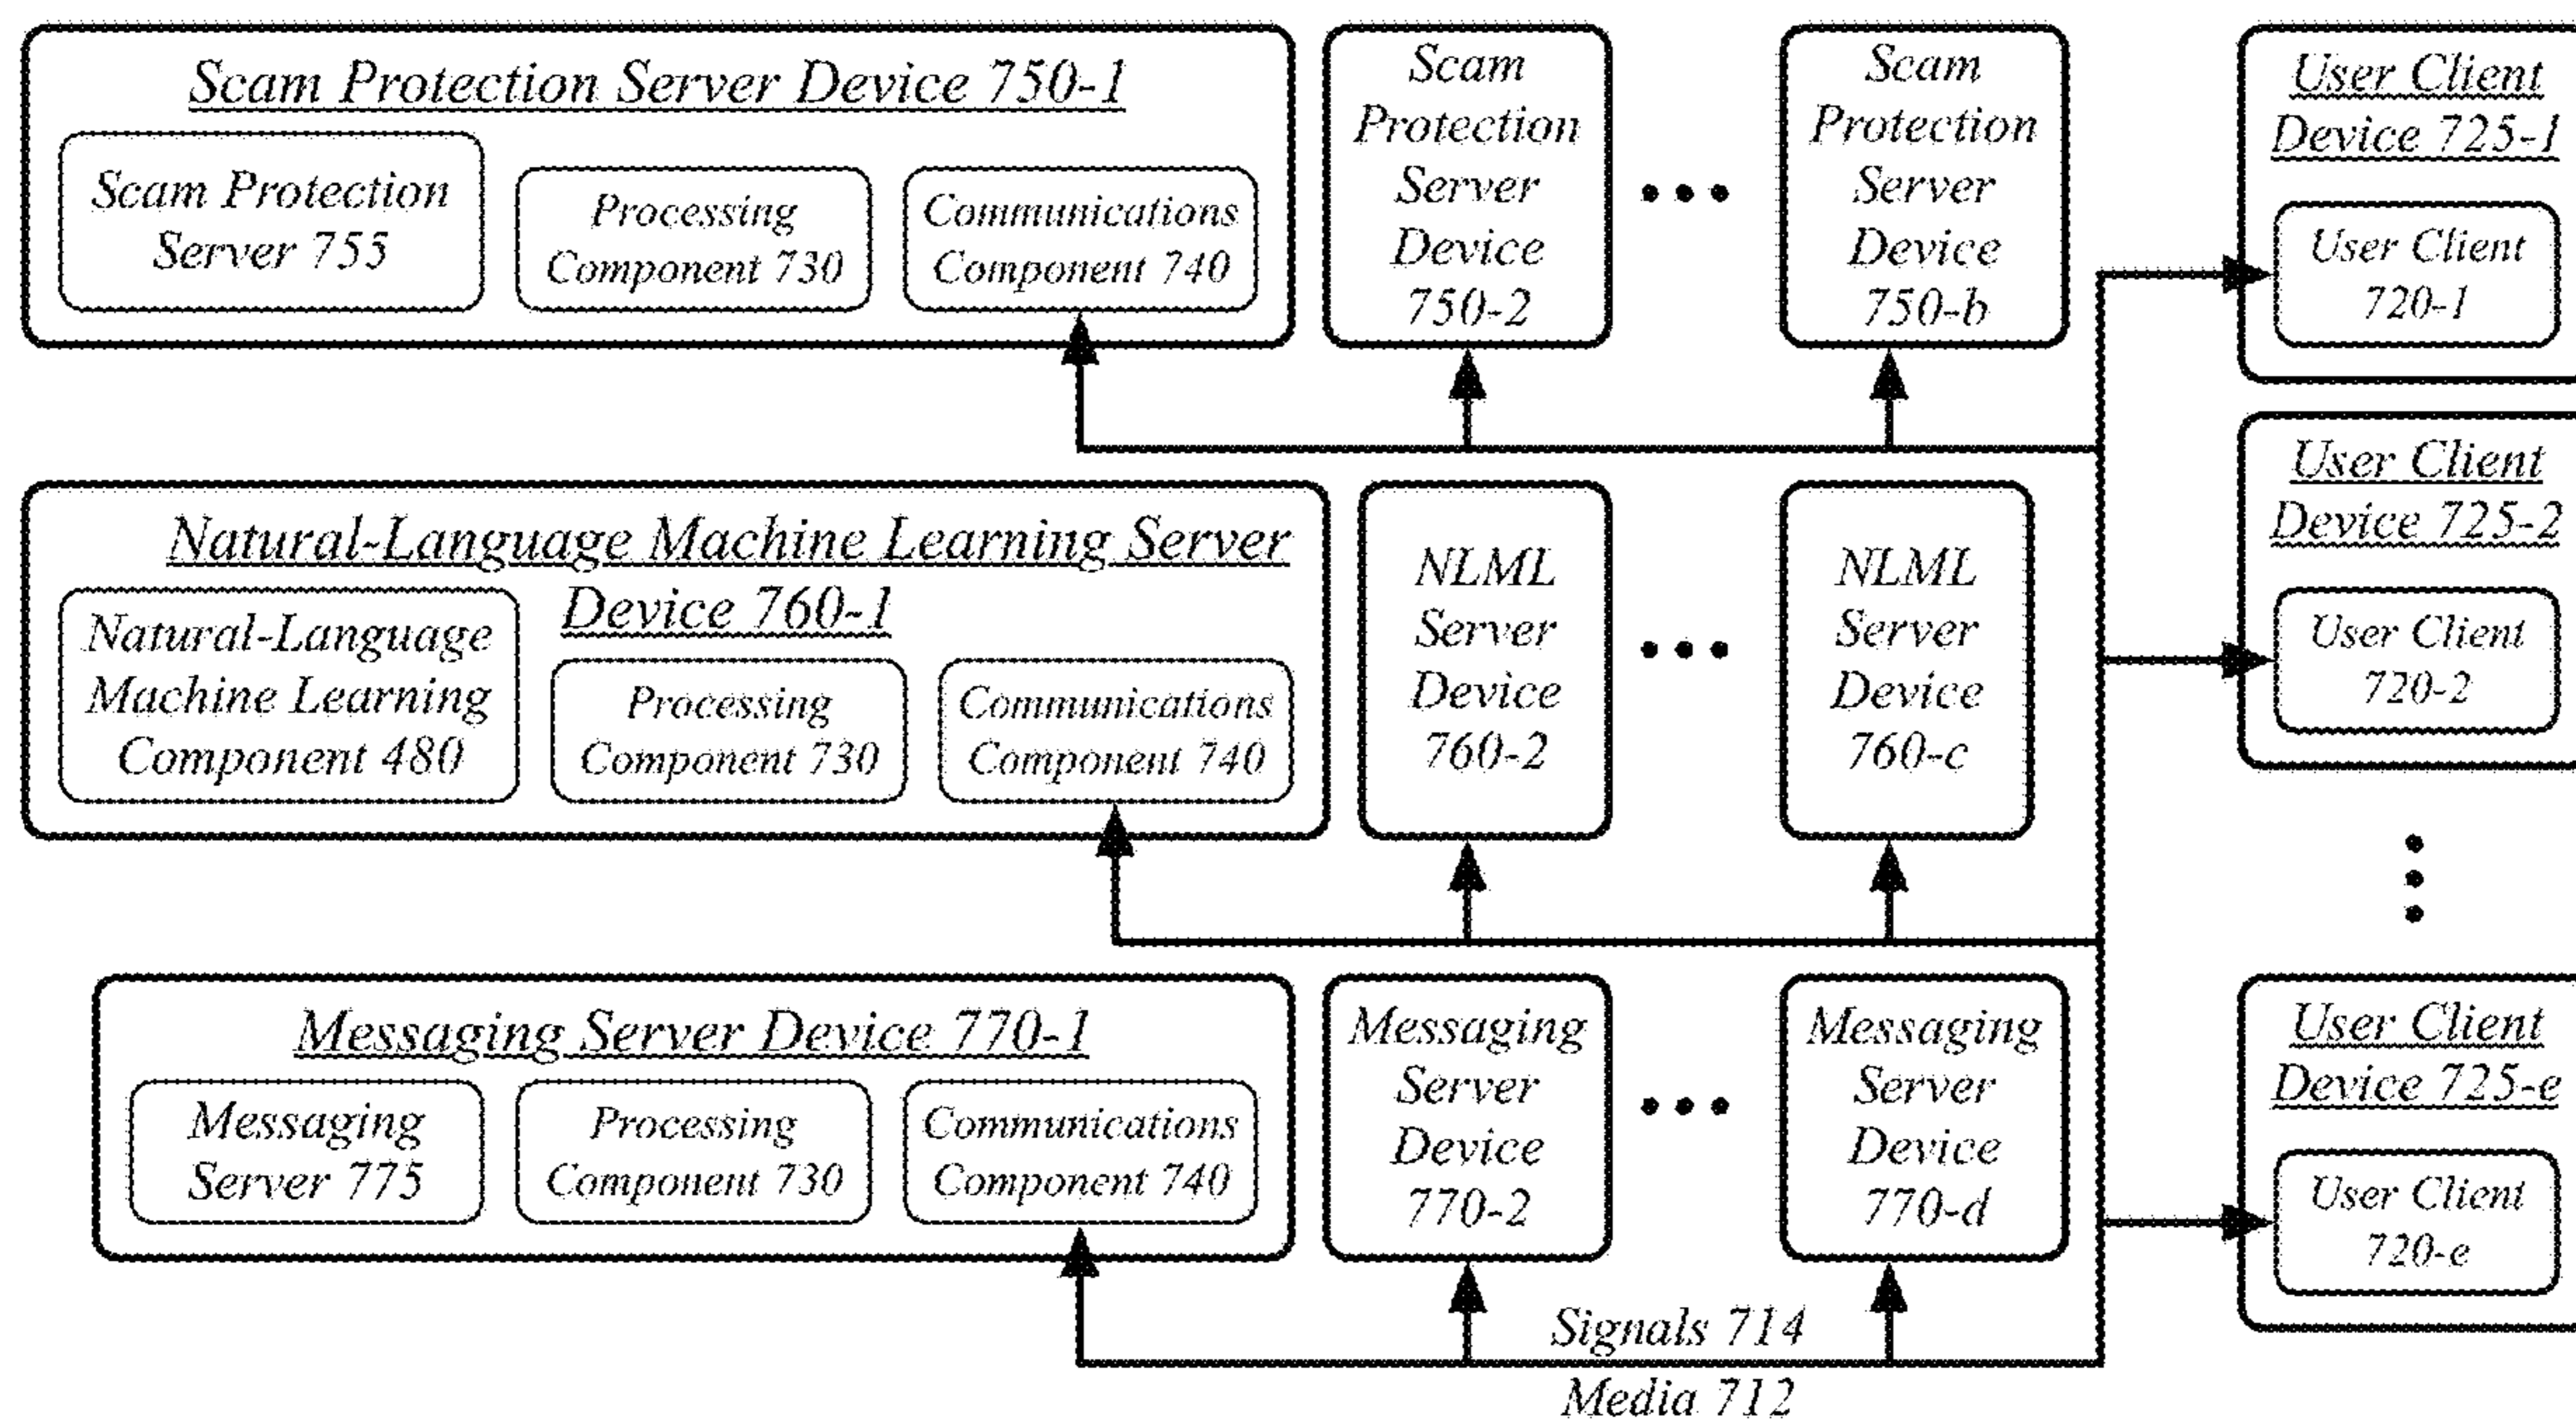 Scam Protection Server Device 750-1
Scam Protection
Server 755
Processing
Component 730
Communications
Component 740
Scam
Protection
Server
Device
750-2
Scam
Protection
Server
Device
750-b
User Client
Device 725-1
User Client
720-1
Natural-Language Machine Learning Server
Device 760-1
Natural-Language
Machine Learning
Component 480
Processing
Component 730
Communications
Component 740
NLML
Server
Device
760-2
NLML
Server
Device
760-c
User Client
Device 725-2
User Client
720-2
Messaging Server Device 770-1
Messaging
Server 775
Processing
Component 730
Communications
Component 740
Messaging
Server
Device
770-2
Messaging
Server
Device
770-d
User Client
Device 725-e
User Client
720-e
Signals 714
Media 712